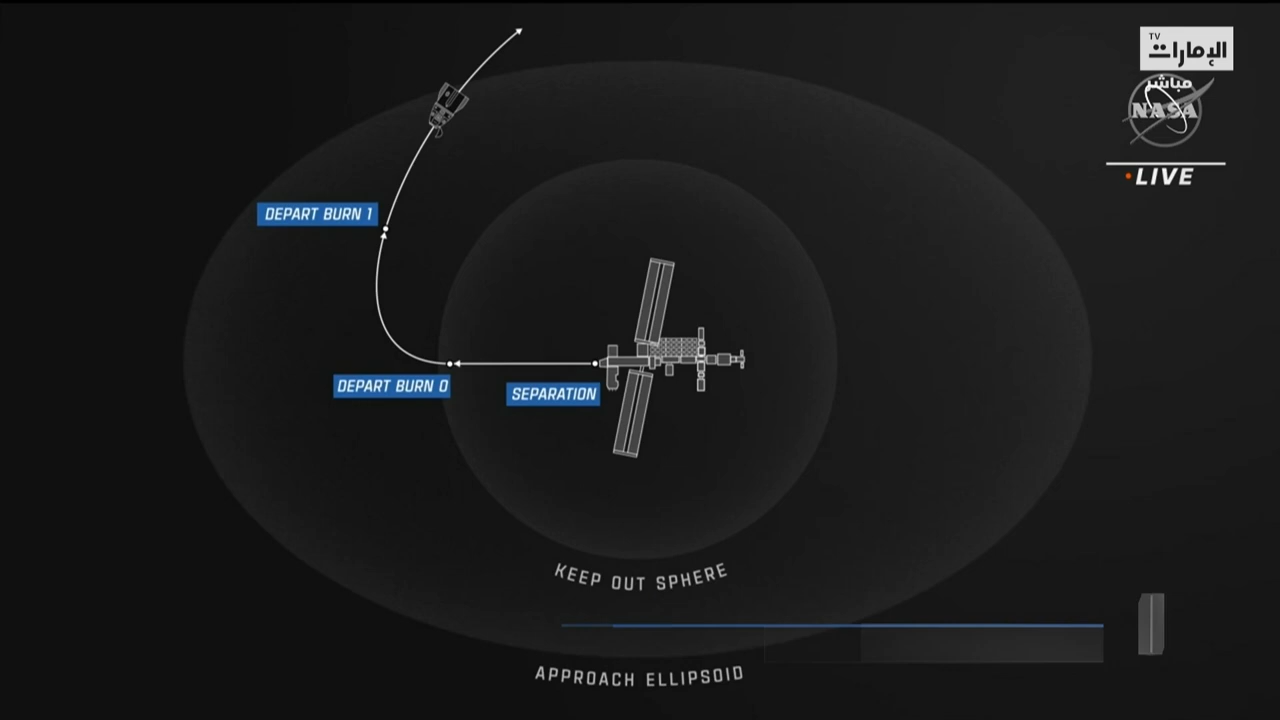 TV
الإمارات
مباشر
NASA
LIVE
DEPART BURN 1
DEPART BURN 0
SEPARATION
KEEP OUT SPHERE
APPROACH ELLIPSOID